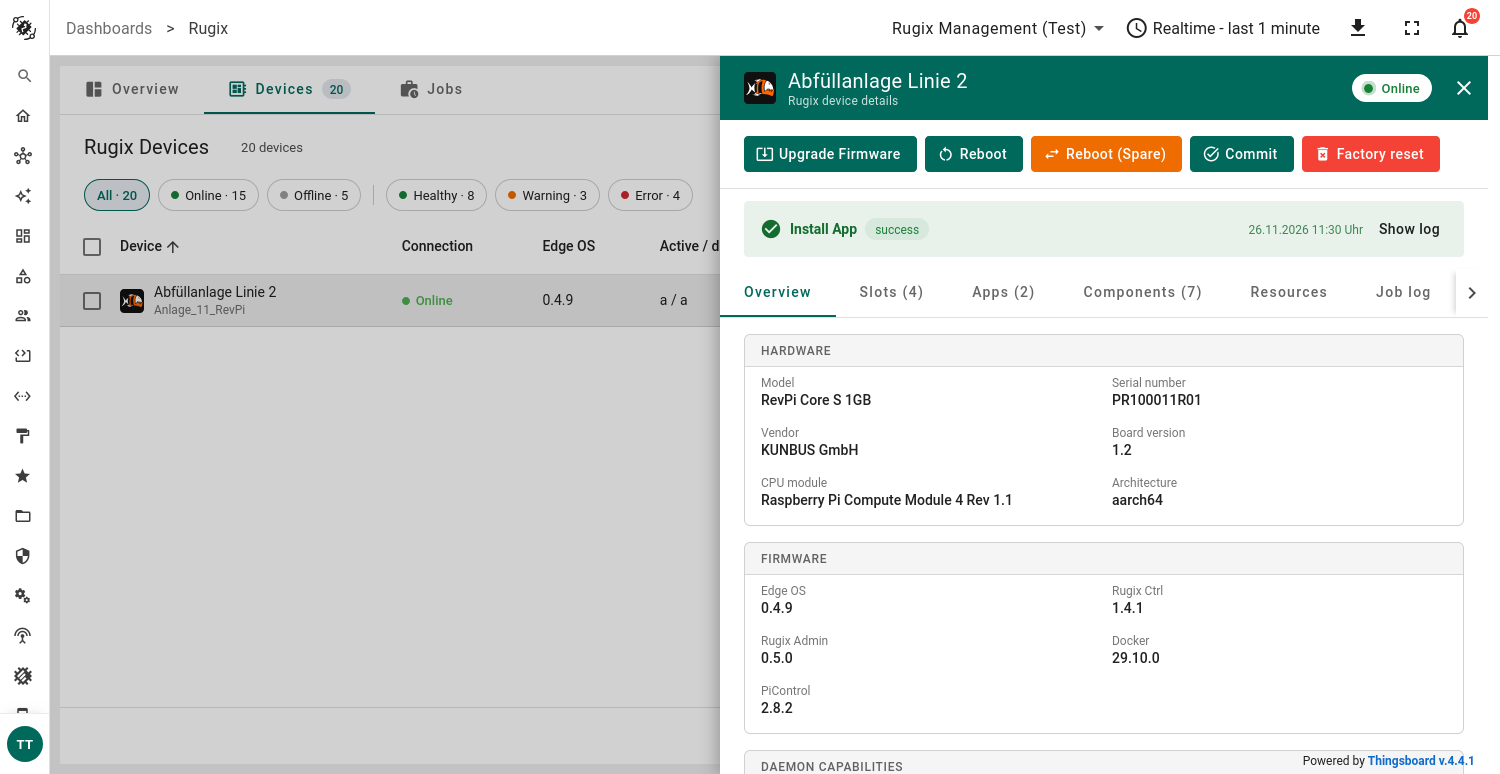 Dashboards > Rugix
Rugix Management (Test)
Realtime - last 1 minute
20
Overview
Devices 20
Jobs
Rugix Devices
20 devices
All · 20
Online · 15
Offline · 5
Healthy · 8
Warning · 3
Error · 4
Device
Connection
Edge OS
Active / d
Abfüllanlage Linie 2
Anlage_11_RevPi
Online
0.4.9
a / a
TT
Abfüllanlage Linie 2
Rugix device details
Online
Upgrade Firmware
Reboot
Reboot (Spare)
Commit
Factory reset
Install App
success
26.11.2026 11:30 Uhr
Show log
Overview
Slots (4)
Apps (2)
Components (7)
Resources
Job log
HARDWARE
Model
RevPi Core S 1GB
Serial number
PR100011R01
Vendor
KUNBUS GmbH
Board version
1.2
CPU module
Raspberry Pi Compute Module 4 Rev 1.1
Architecture
aarch64
FIRMWARE
Edge OS
0.4.9
Rugix Ctrl
1.4.1
Rugix Admin
0.5.0
Docker
29.10.0
PiControl
2.8.2
DAEMON CAPABILITIES
Powered by Thingsboard v.4.4.1